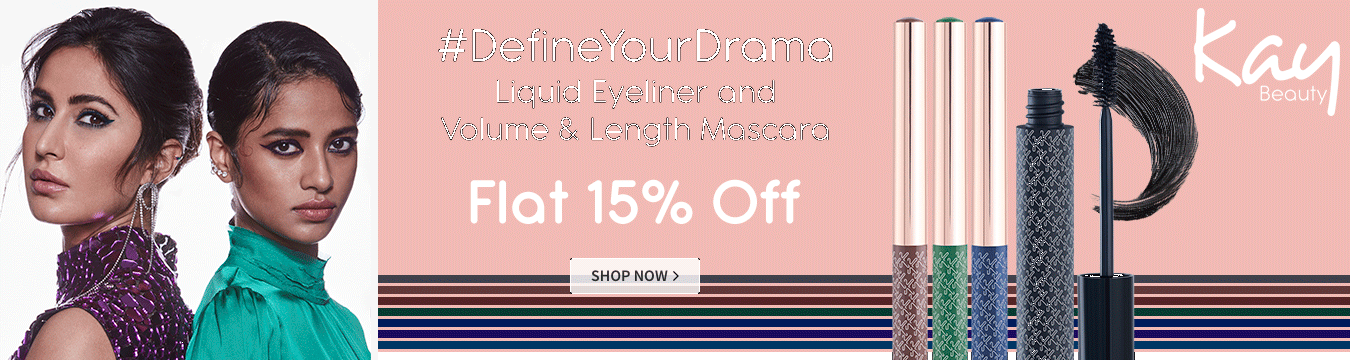 #DefineYourDrama
Liquid Eyeliner and
Volume & Length Mascara
Flat 15% Off
SHOP NOW >
Kay
Beauty